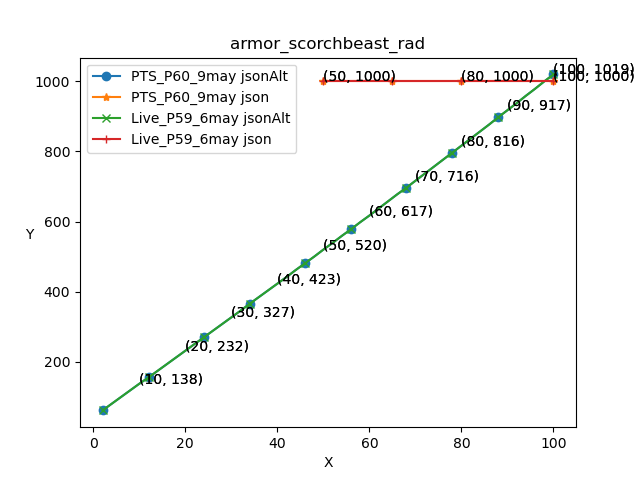 armor_scorchbeast_rad
PTS_P60_9may jsonAlt
PTS_P60_9may json
Live_P59_6may jsonAlt
Live_P59_6may json
(100, 1019)
(50, 1000)
(80, 1000)
(100, 1000)
(90, 917)
(80, 816)
(70, 716)
(60, 617)
(50, 520)
(40, 423)
(30, 327)
(20, 232)
(10, 138)
1000
800
600
400
200
Y
0 20 40 60 80 100
X